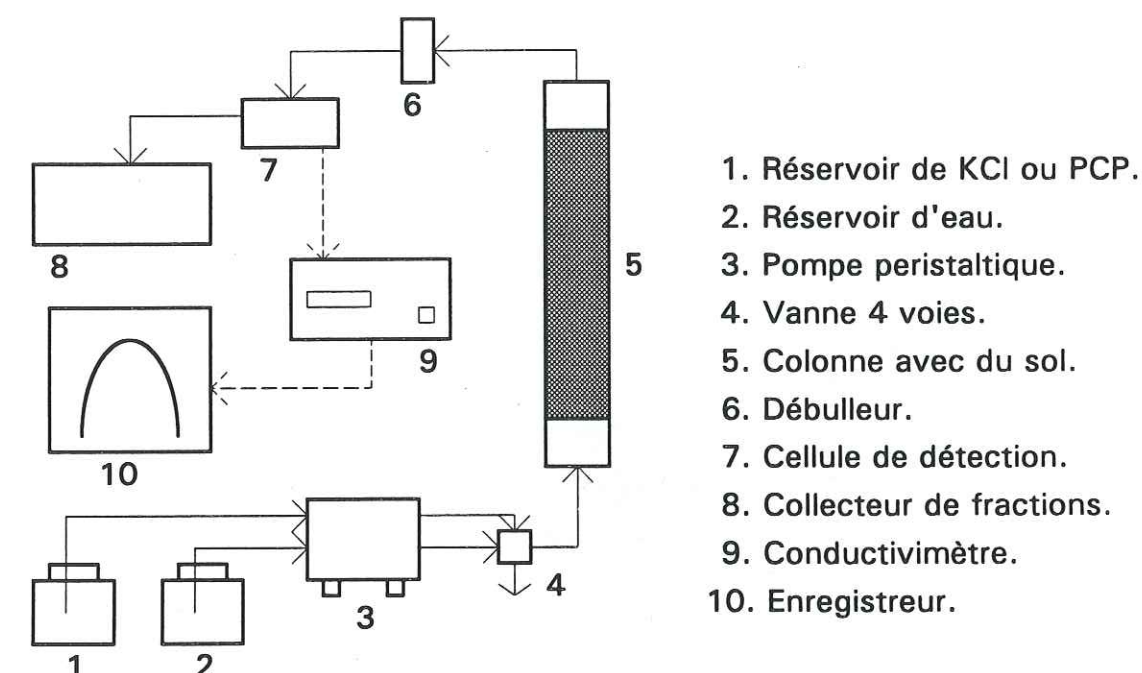 6
7
8
5
9
10
3
4
1
2
1. Réservoir de KCl ou PCP.
2. Réservoir d'eau.
3. Pompe peristaltique.
4. Vanne 4 voies.
5. Colonne avec du sol.
6. Débulleur.
7. Cellule de détection.
8. Collecteur de fractions.
9. Conductivimètre.
10. Enregistreur.